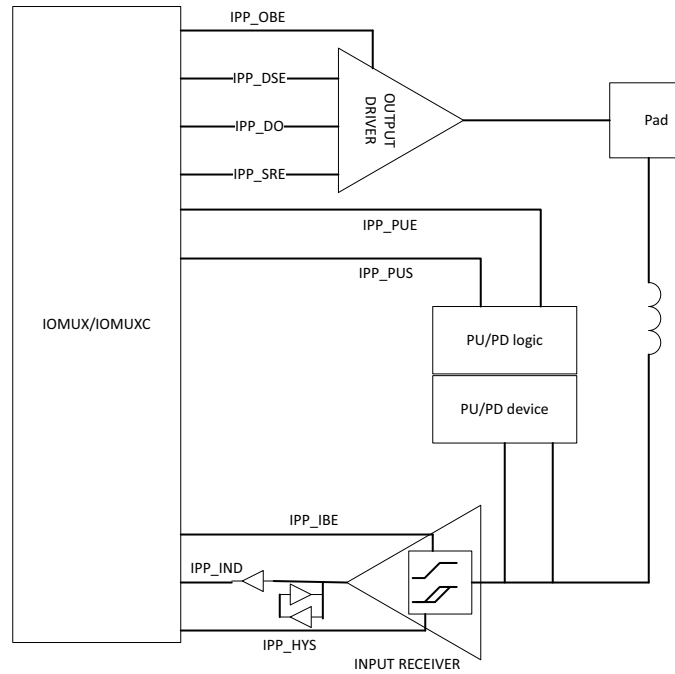 IPP_OBE
IPP_DSE
OUTPUT
DRIVER
IPP_DO
Pad
IPP_SRE
IPP_PUE
IPP_PUS
IOMUX/IOMUXC
PU/PD logic
PU/PD device
IPP_IBE
IPP_IND
IPP_HYS
INPUT RECEIVER